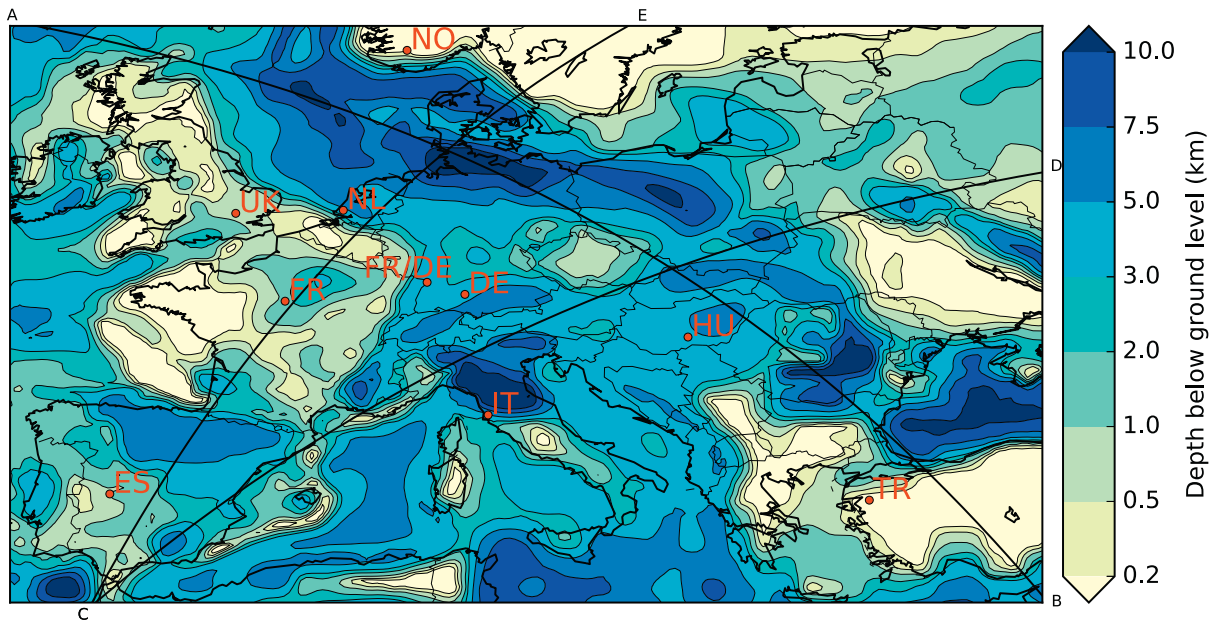 A
E
NO
10.0
7.5
D
5.0
UK
NL
FR/DE
FR
DE
3.0
HU
2.0
IT
1.0
ES
TR
0.5
0.2
C
B
Depth below ground level (km)